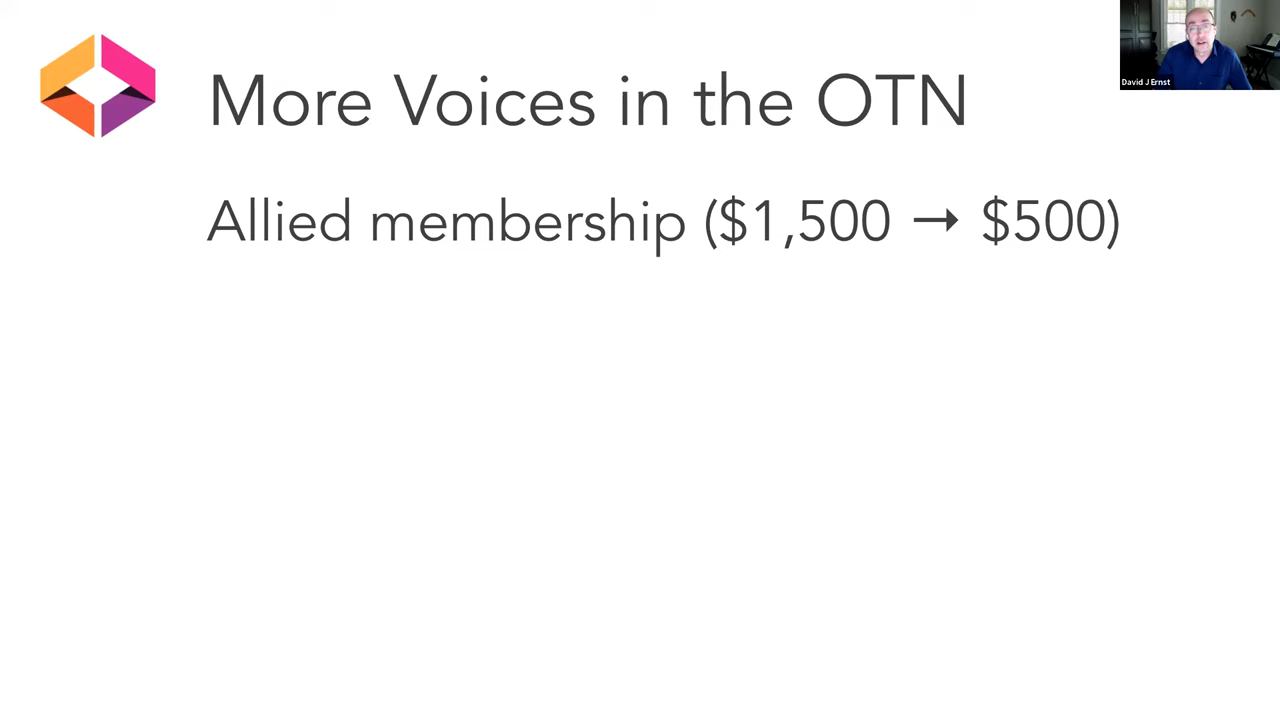 More Voices in the OTN
Allied membership ($1,500 → $500)
David J Ernst